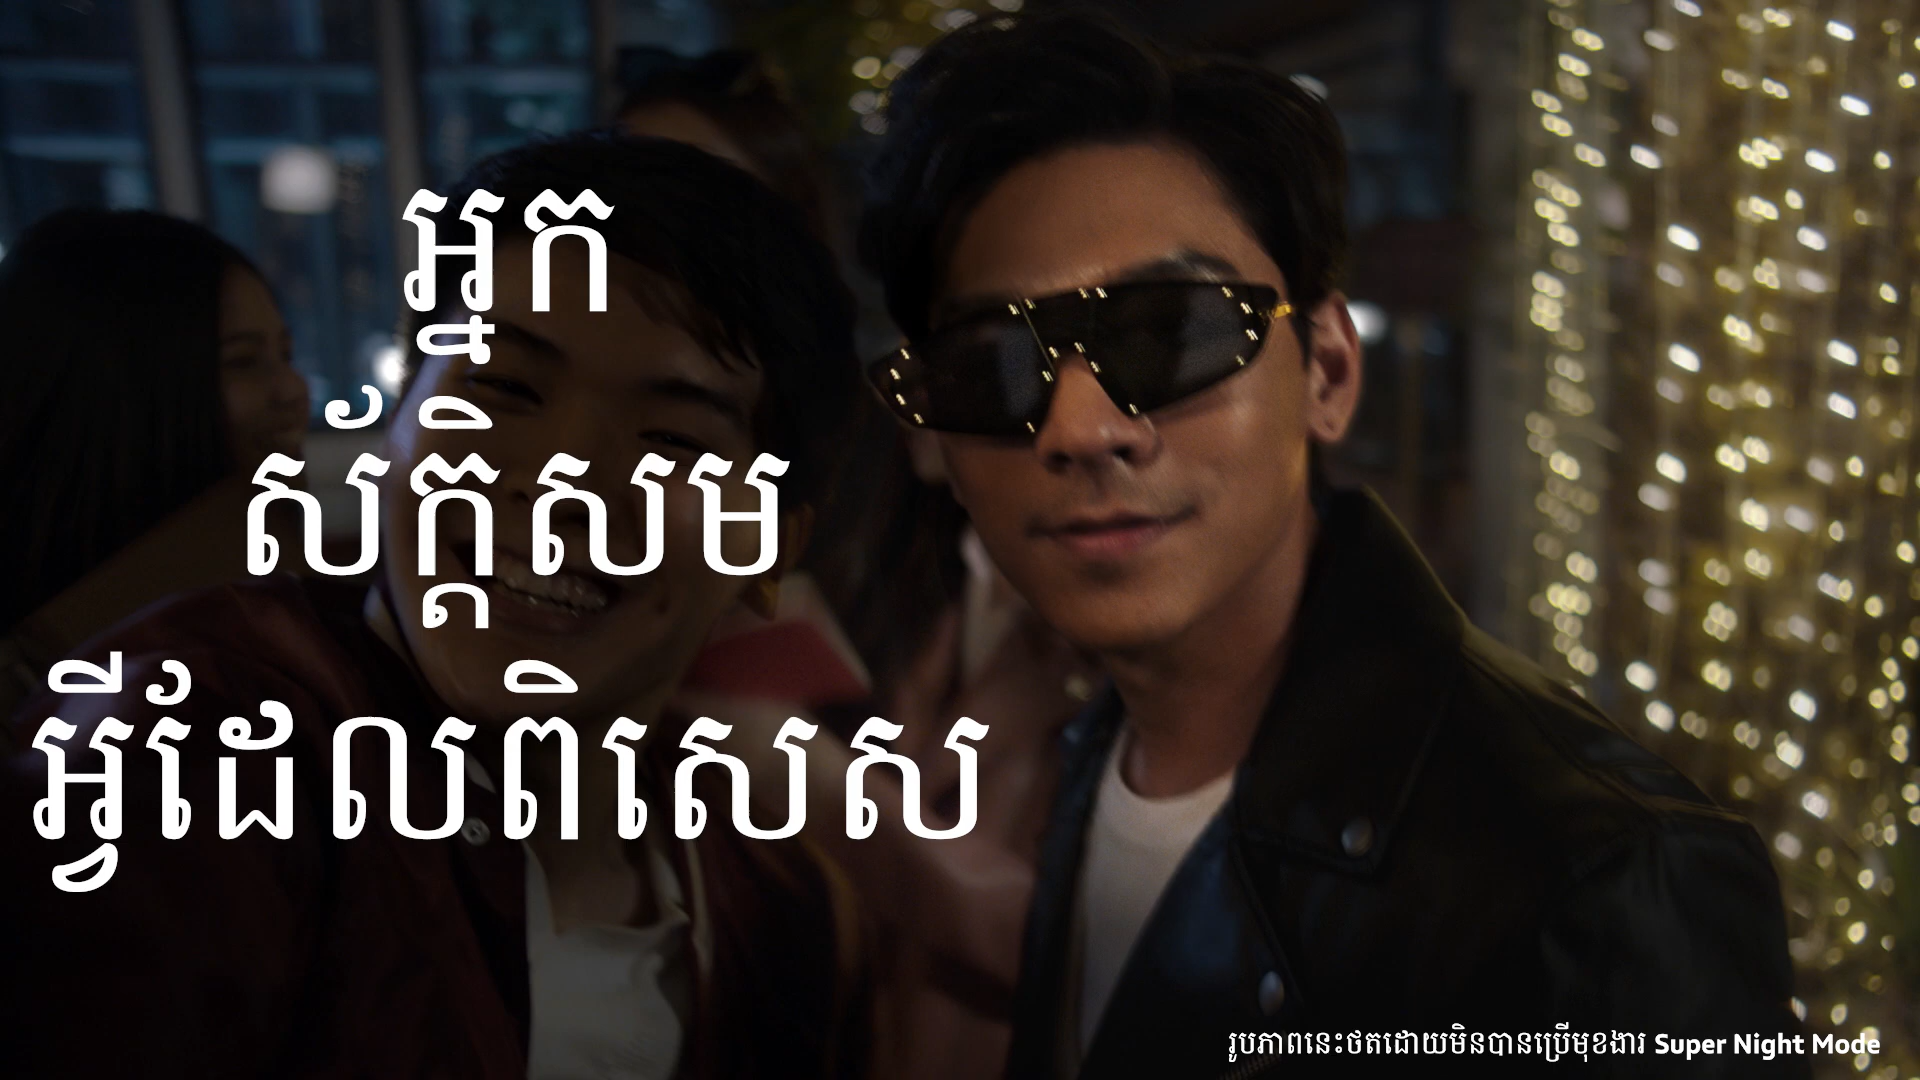 អ្នក
ស័ក្តិសម
អ្វីដែលពិសេស
រូបភាពនេះថតដោយមិនបានប្រើមុខងារ Super Night Mode